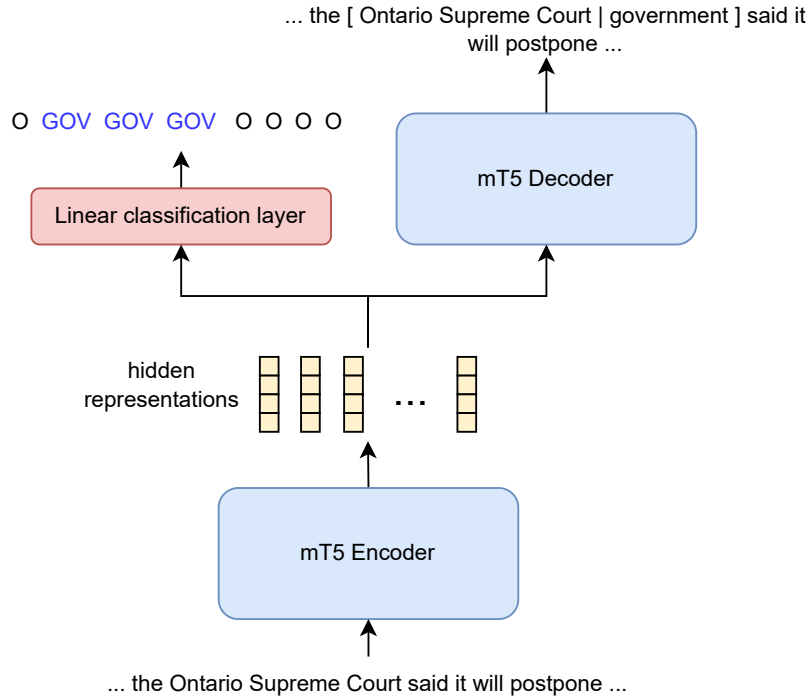 ... the [ Ontario Supreme Court | government ] said it
will postpone ...
O GOV GOV GOV O O O O
mT5 Decoder
Linear classification layer
hidden
representations
...
mT5 Encoder
... the Ontario Supreme Court said it will postpone ...